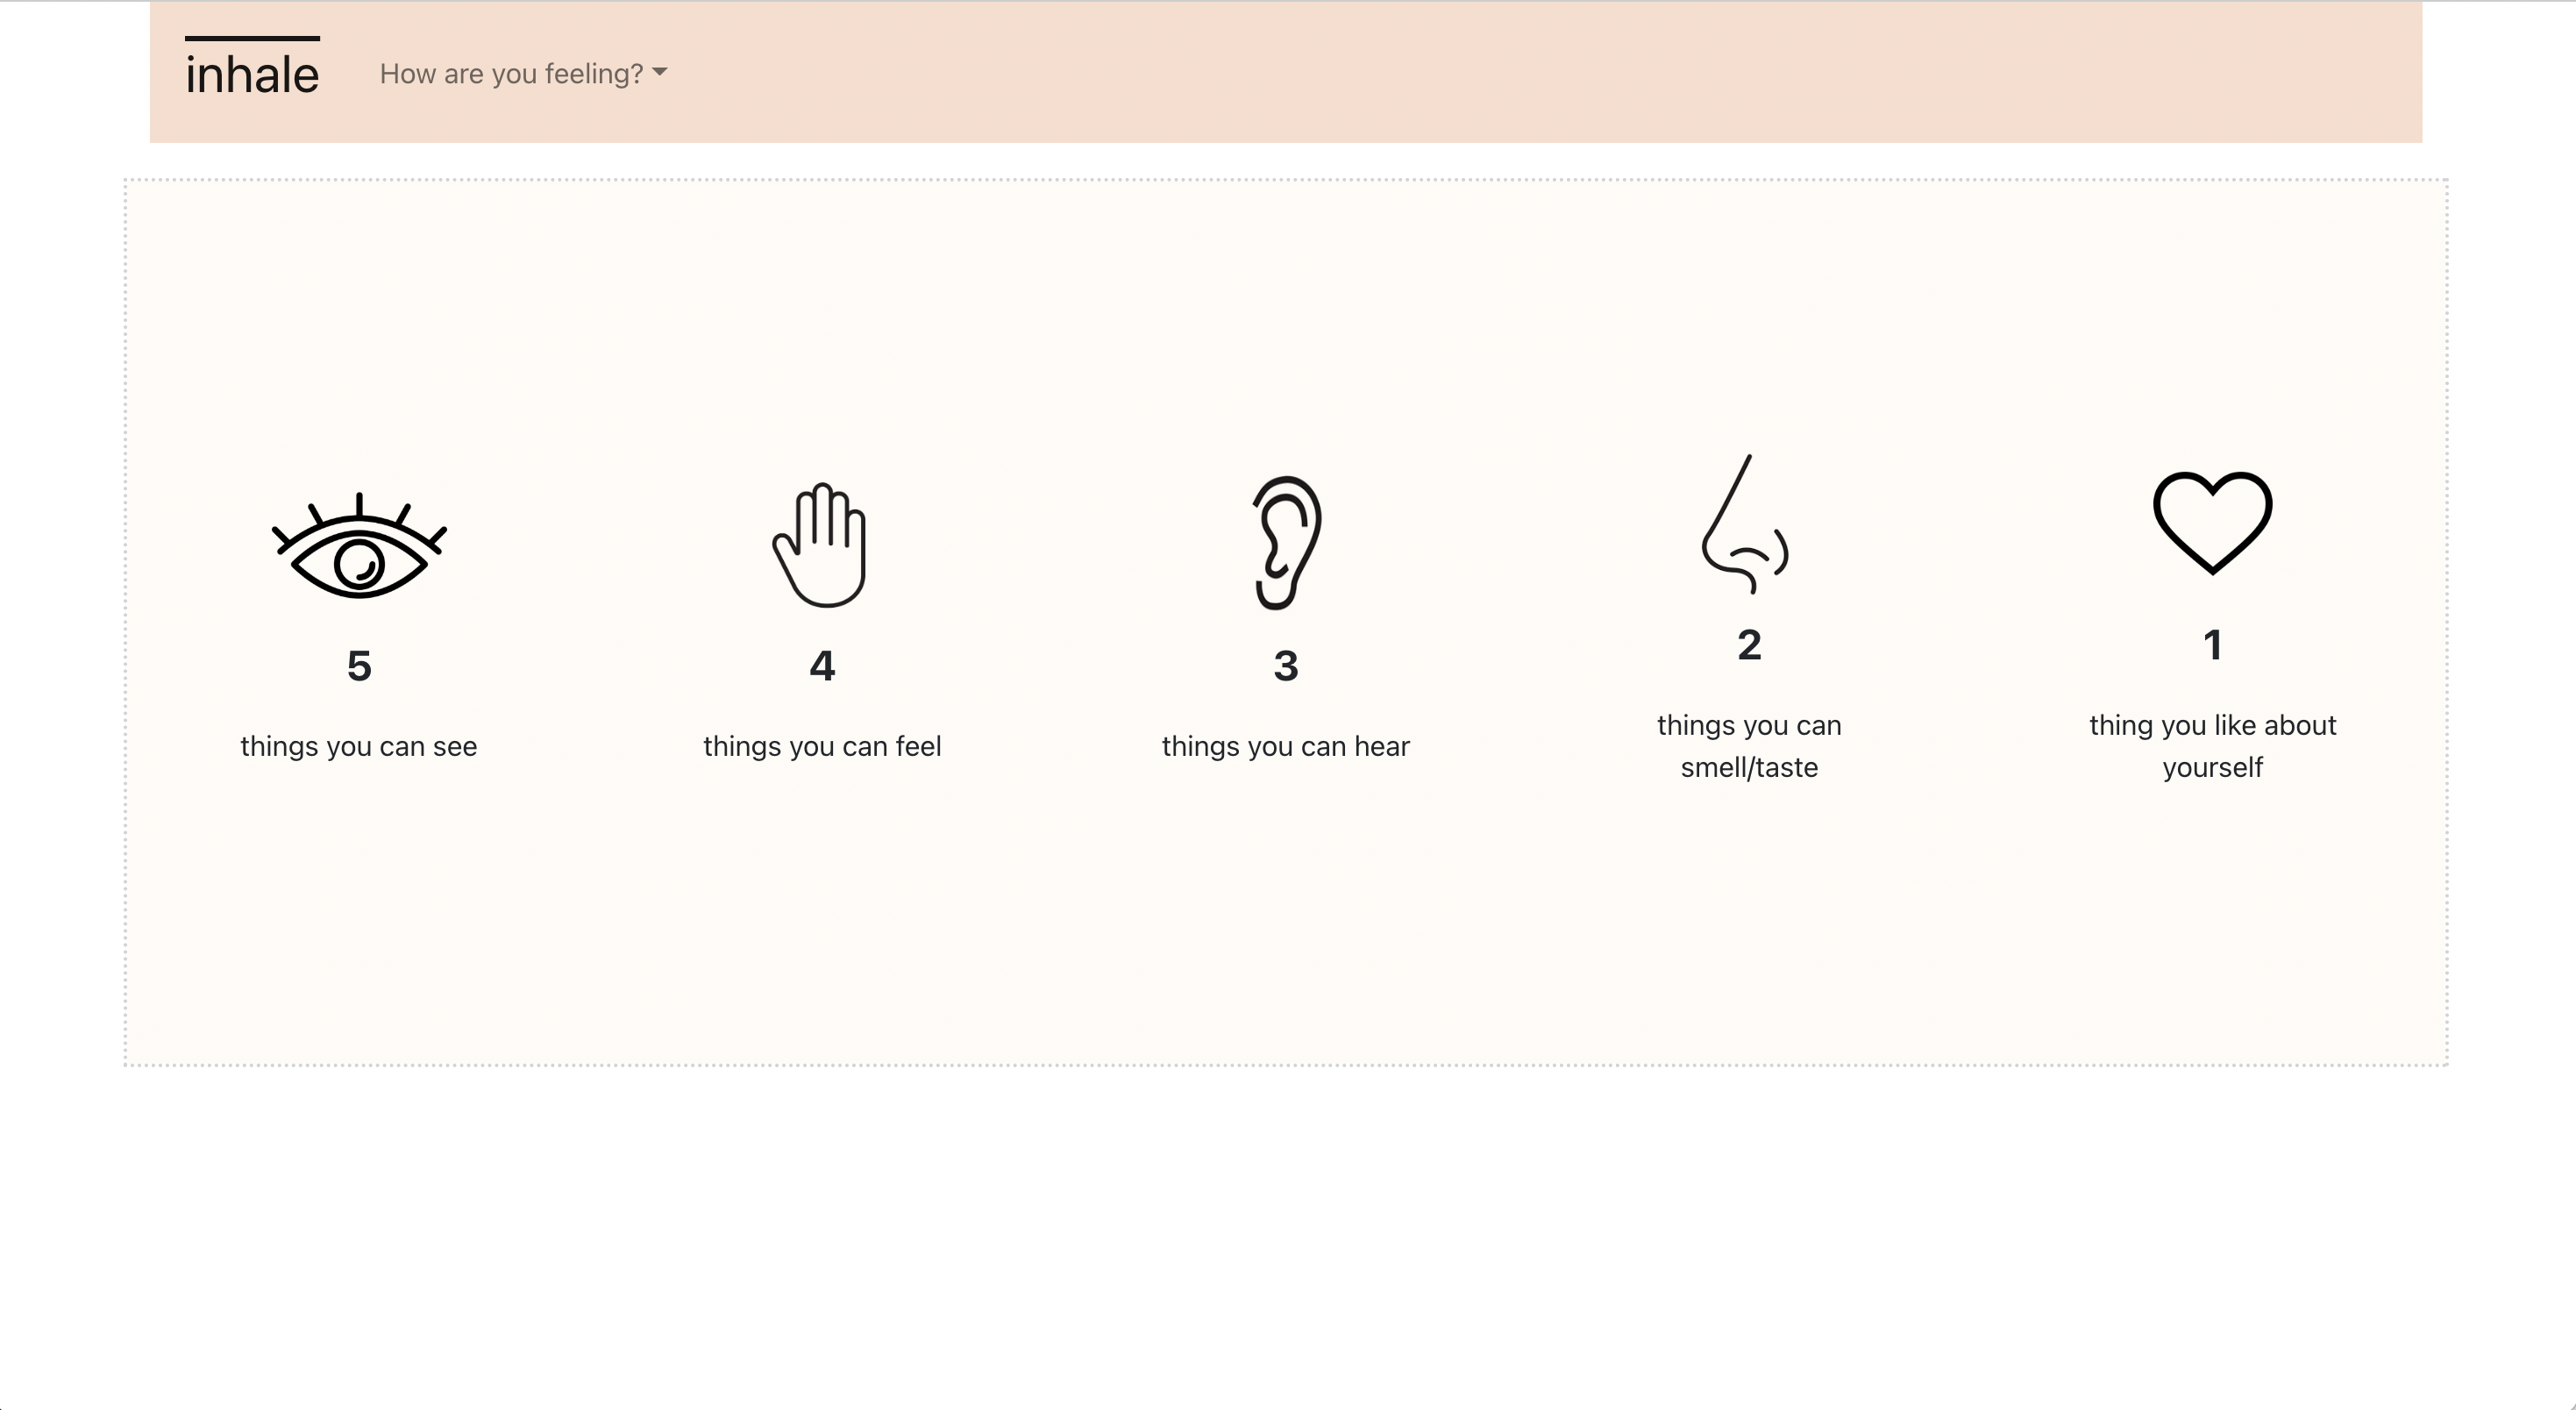 inhale
How are you feeling?
5
things you can see
4
things you can feel
3
things you can hear
2
things you can
smell/taste
1
thing you like about
yourself